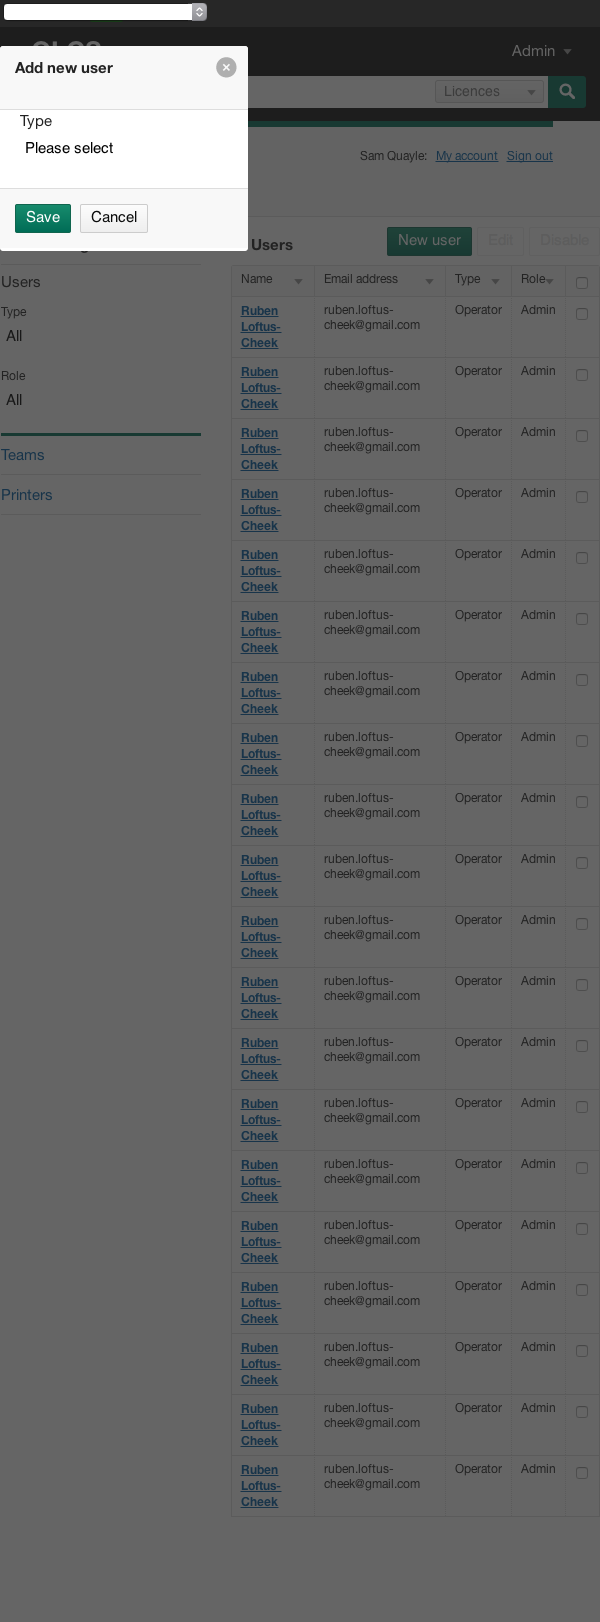 Admin
Add new user
Licences
Type
Please select
Sam Quayle: My account Sign out
Save Cancel
Users
New user Edit Disable
Users
Type
All
Role
All
Teams
Printers
Name Email address Type Role
Ruben ruben.loftus- Operator Admin
Loftus- cheek@gmail.com
Cheek
Ruben ruben.loftus- Operator Admin
Loftus- cheek@gmail.com
Cheek
Ruben ruben.loftus- Operator Admin
Loftus- cheek@gmail.com
Cheek
Ruben ruben.loftus- Operator Admin
Loftus- cheek@gmail.com
Cheek
Ruben ruben.loftus- Operator Admin
Loftus- cheek@gmail.com
Cheek
Ruben ruben.loftus- Operator Admin
Loftus- cheek@gmail.com
Cheek
Ruben ruben.loftus- Operator Admin
Loftus- cheek@gmail.com
Cheek
Ruben ruben.loftus- Operator Admin
Loftus- cheek@gmail.com
Cheek
Ruben ruben.loftus- Operator Admin
Loftus- cheek@gmail.com
Cheek
Ruben ruben.loftus- Operator Admin
Loftus- cheek@gmail.com
Cheek
Ruben ruben.loftus- Operator Admin
Loftus- cheek@gmail.com
Cheek
Ruben ruben.loftus- Operator Admin
Loftus- cheek@gmail.com
Cheek
Ruben ruben.loftus- Operator Admin
Loftus- cheek@gmail.com
Cheek
Ruben ruben.loftus- Operator Admin
Loftus- cheek@gmail.com
Cheek
Ruben ruben.loftus- Operator Admin
Loftus- cheek@gmail.com
Cheek
Ruben ruben.loftus- Operator Admin
Loftus- cheek@gmail.com
Cheek
Ruben ruben.loftus- Operator Admin
Loftus- cheek@gmail.com
Cheek
Ruben ruben.loftus- Operator Admin
Loftus- cheek@gmail.com
Cheek
Ruben ruben.loftus- Operator Admin
Loftus- cheek@gmail.com
Cheek
Ruben ruben.loftus- Operator Admin
Loftus- cheek@gmail.com
Cheek